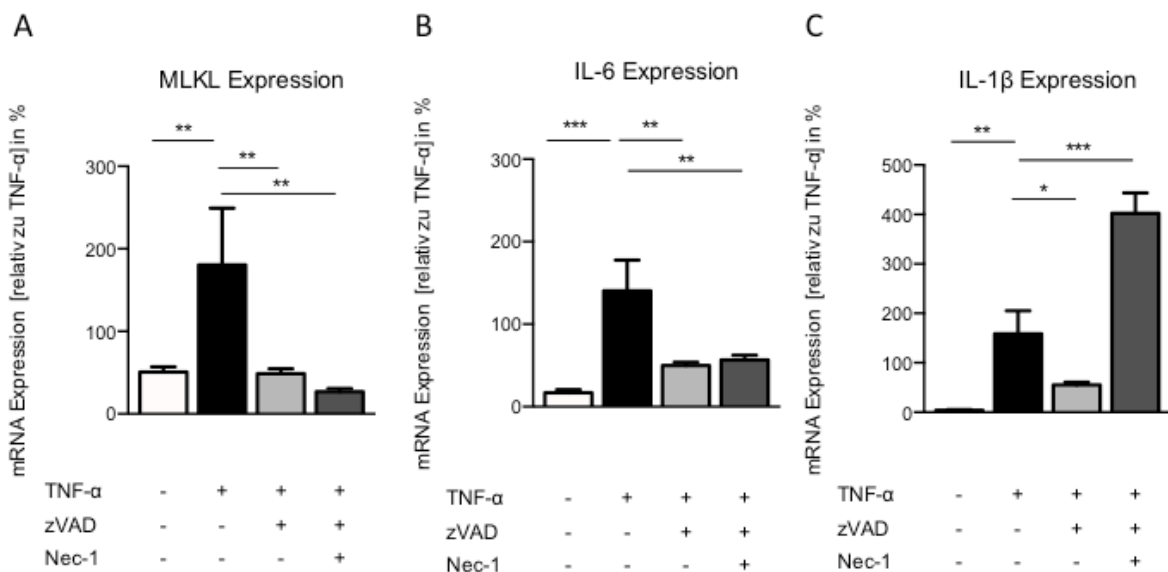 A
MLKL Expression
mRNA Expression [relativ zu TNF-α] in %
** ** **
300
200
100
0
TNF-α - + + +
zVAD - - + +
Nec-1 - - - +
B
IL-6 Expression
mRNA Expression [relativ zu TNF-α] in %
*** ** **
300
200
100
0
TNF-α - + + +
zVAD - - + +
Nec-1 - - - +
C
IL-1β Expression
mRNA Expression [relativ zu TNF-α] in %
** *** *
500
400
300
200
100
0
TNF-α - + + +
zVAD - - + +
Nec-1 - - - +